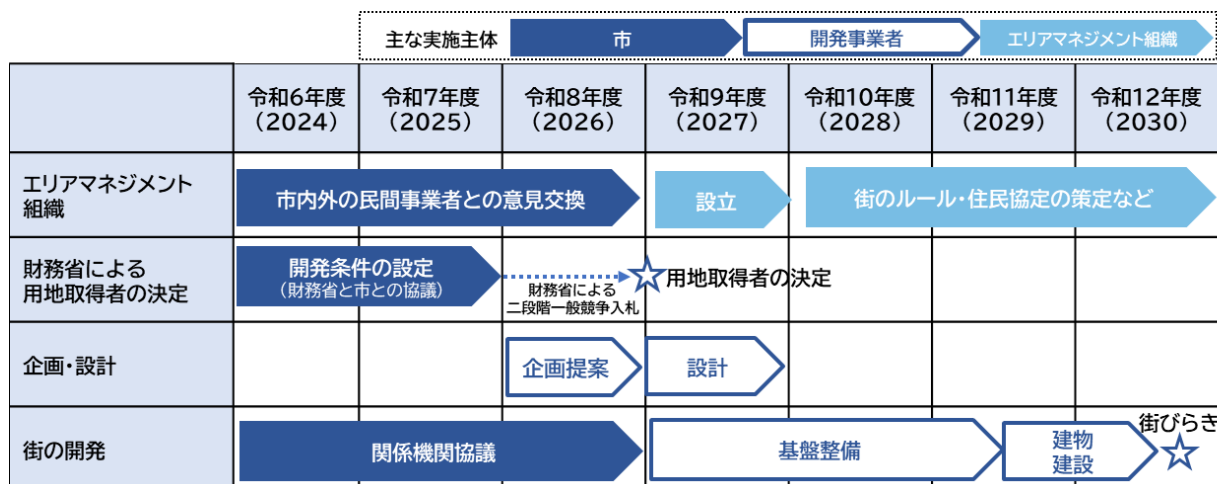 主な実施主体
市
開発事業者
エリアマネジメント組織
令和6年度
（2024）
令和7年度
（2025）
令和8年度
（2026）
令和9年度
（2027）
令和10年度
（2028）
令和11年度
（2029）
令和12年度
（2030）
エリアマネジメント
組織
市内外の民間事業者との意見交換
設立
街のルール・住民協定の策定など
財務省による
用地取得者の決定
開発条件の設定
（財務省と市との協議）
財務省による
二段階一般競争入札
用地取得者の決定
企画・設計
企画提案
設計
街の開発
関係機関協議
基盤整備
建物
建設
街びらき